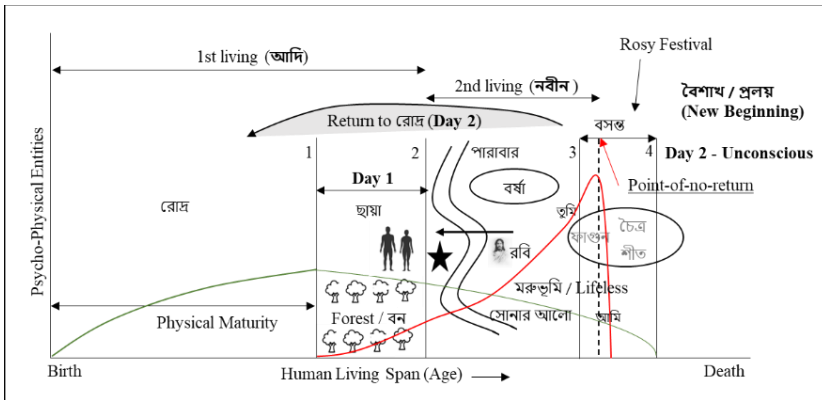 Rosy Festival
1st living (আদি)
2nd living (নবীন )
বৈশাখ / প্রলয়
(New Beginning)
Return to রোদ্র (Day 2)
বসন্ত
1
2
পারাবার
3
4
Day 2 - Unconscious
Day 1
বর্ষা
Point-of-no-return
রোদ্র
ছায়া
তুমি
চৈত্র
ফাগুন
রবি
শীত
মরুভূমি / Lifeless
Physical Maturity
Forest / বন
সোনার আলো
আমি
Psycho-Physical Entities
Birth
Human Living Span (Age)
Death